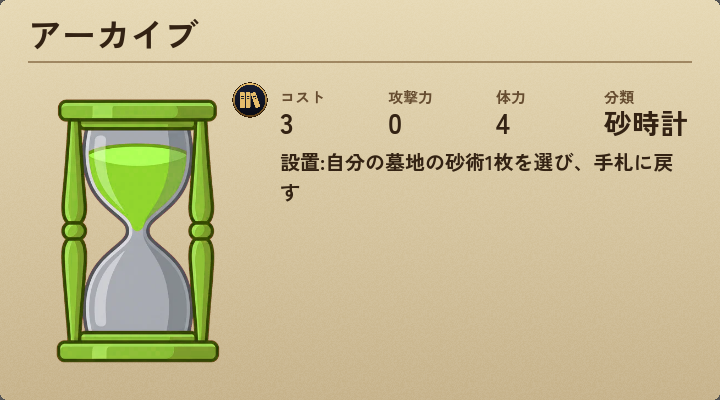 アーカイブ
コスト 攻撃力 体力 分類
3 0 4 砂時計
設置:自分の墓地の砂術1枚を選び、手札に戻
す